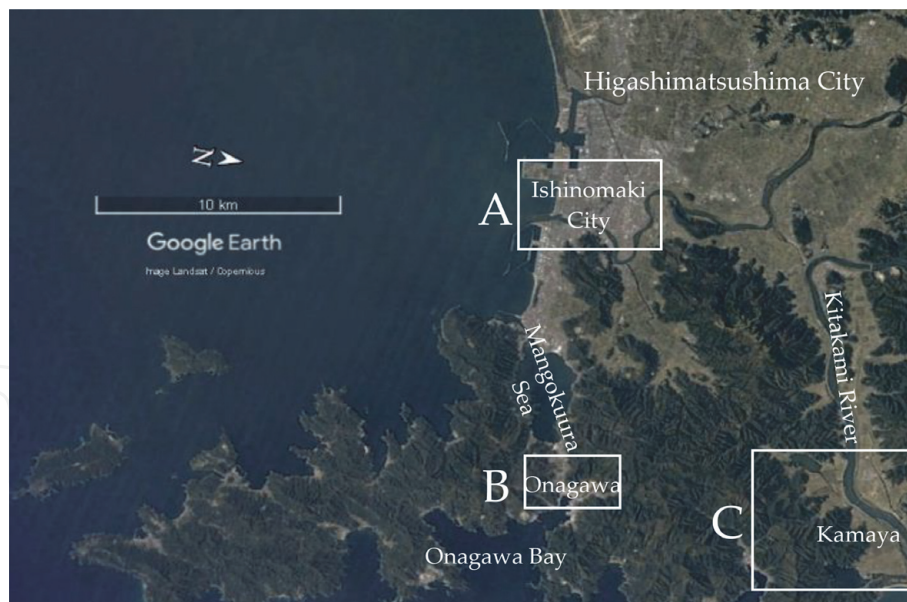 Higashimatsushima City
N
10 km
Google Earth
Image Landsat / Copernicus
A
Ishinomaki
City
Mangokuura
Sea
Kitakami River
B
Onagawa
C
Kamaya
Onagawa Bay